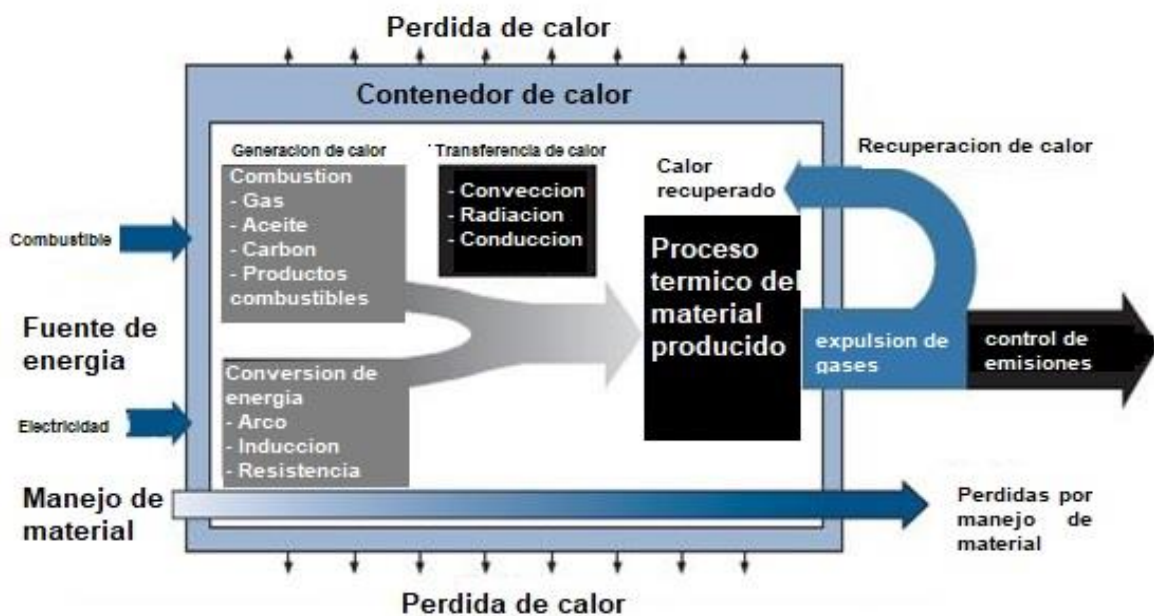 Perdida de calor
Contenedor de calor
Generacion de calor
Combustion
- Gas
- Aceite
- Carbon
- Productos
combustibles
Transferencia de calor
- Conveccion
- Radiacion
- Conduccion
Calor
recuperado
Recuperacion de calor
Combustible
Fuente de
energia
Electricidad
Conversion de
energia
- Arco
- Induccion
- Resistencia
Proceso
termico del
material
producido
expulsion de
gases
control de
emisiones
Manejo de
material
Perdidas por
manejo de
material
Perdida de calor